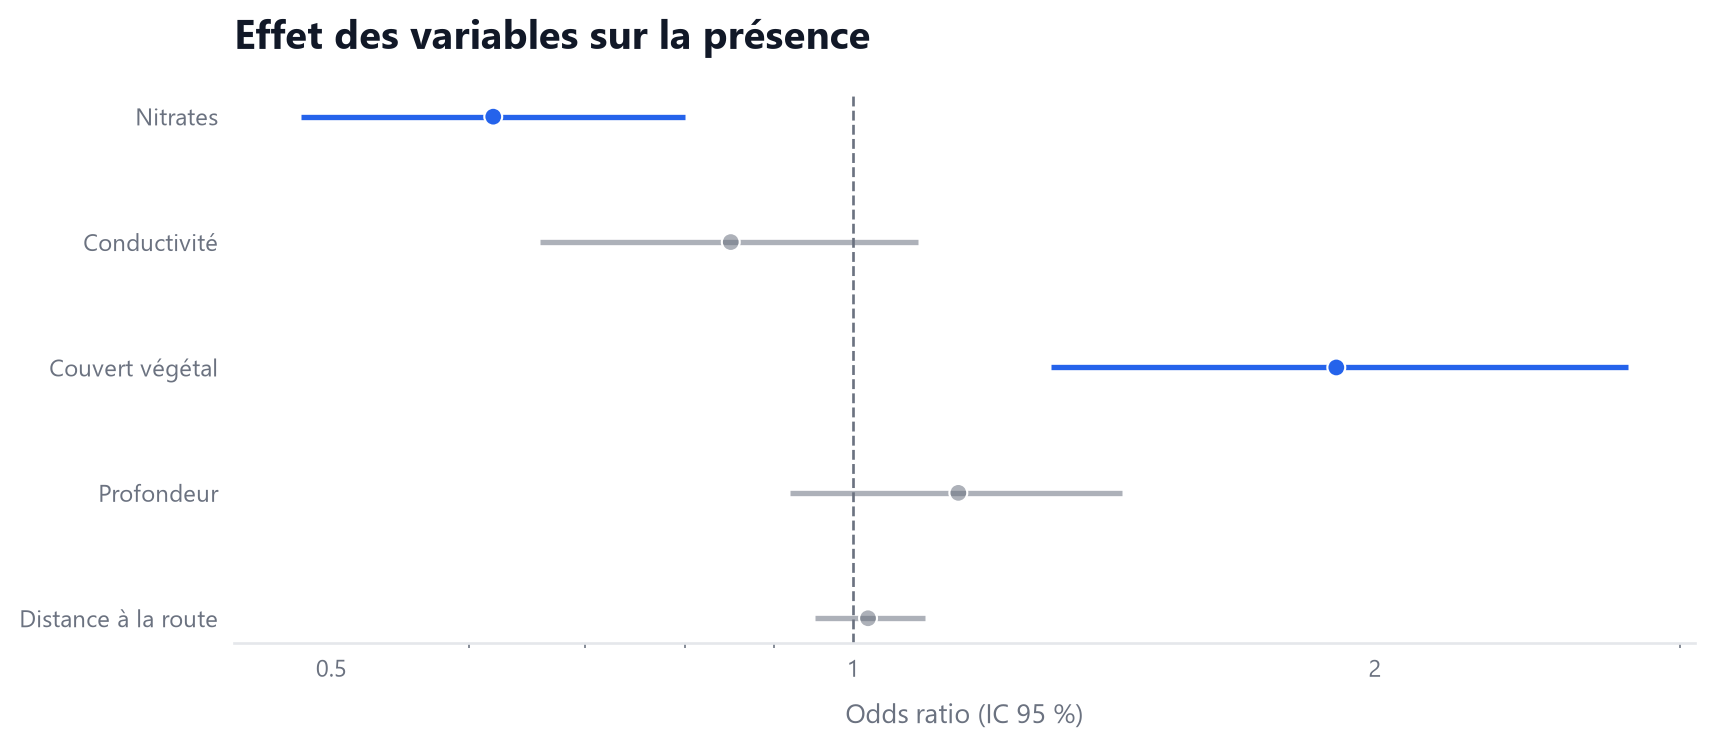 Effet des variables sur la présence
Nitrates
Conductivité
Couvert végétal
Profondeur
Distance à la route
0.5 1 2
Odds ratio (IC 95 %)